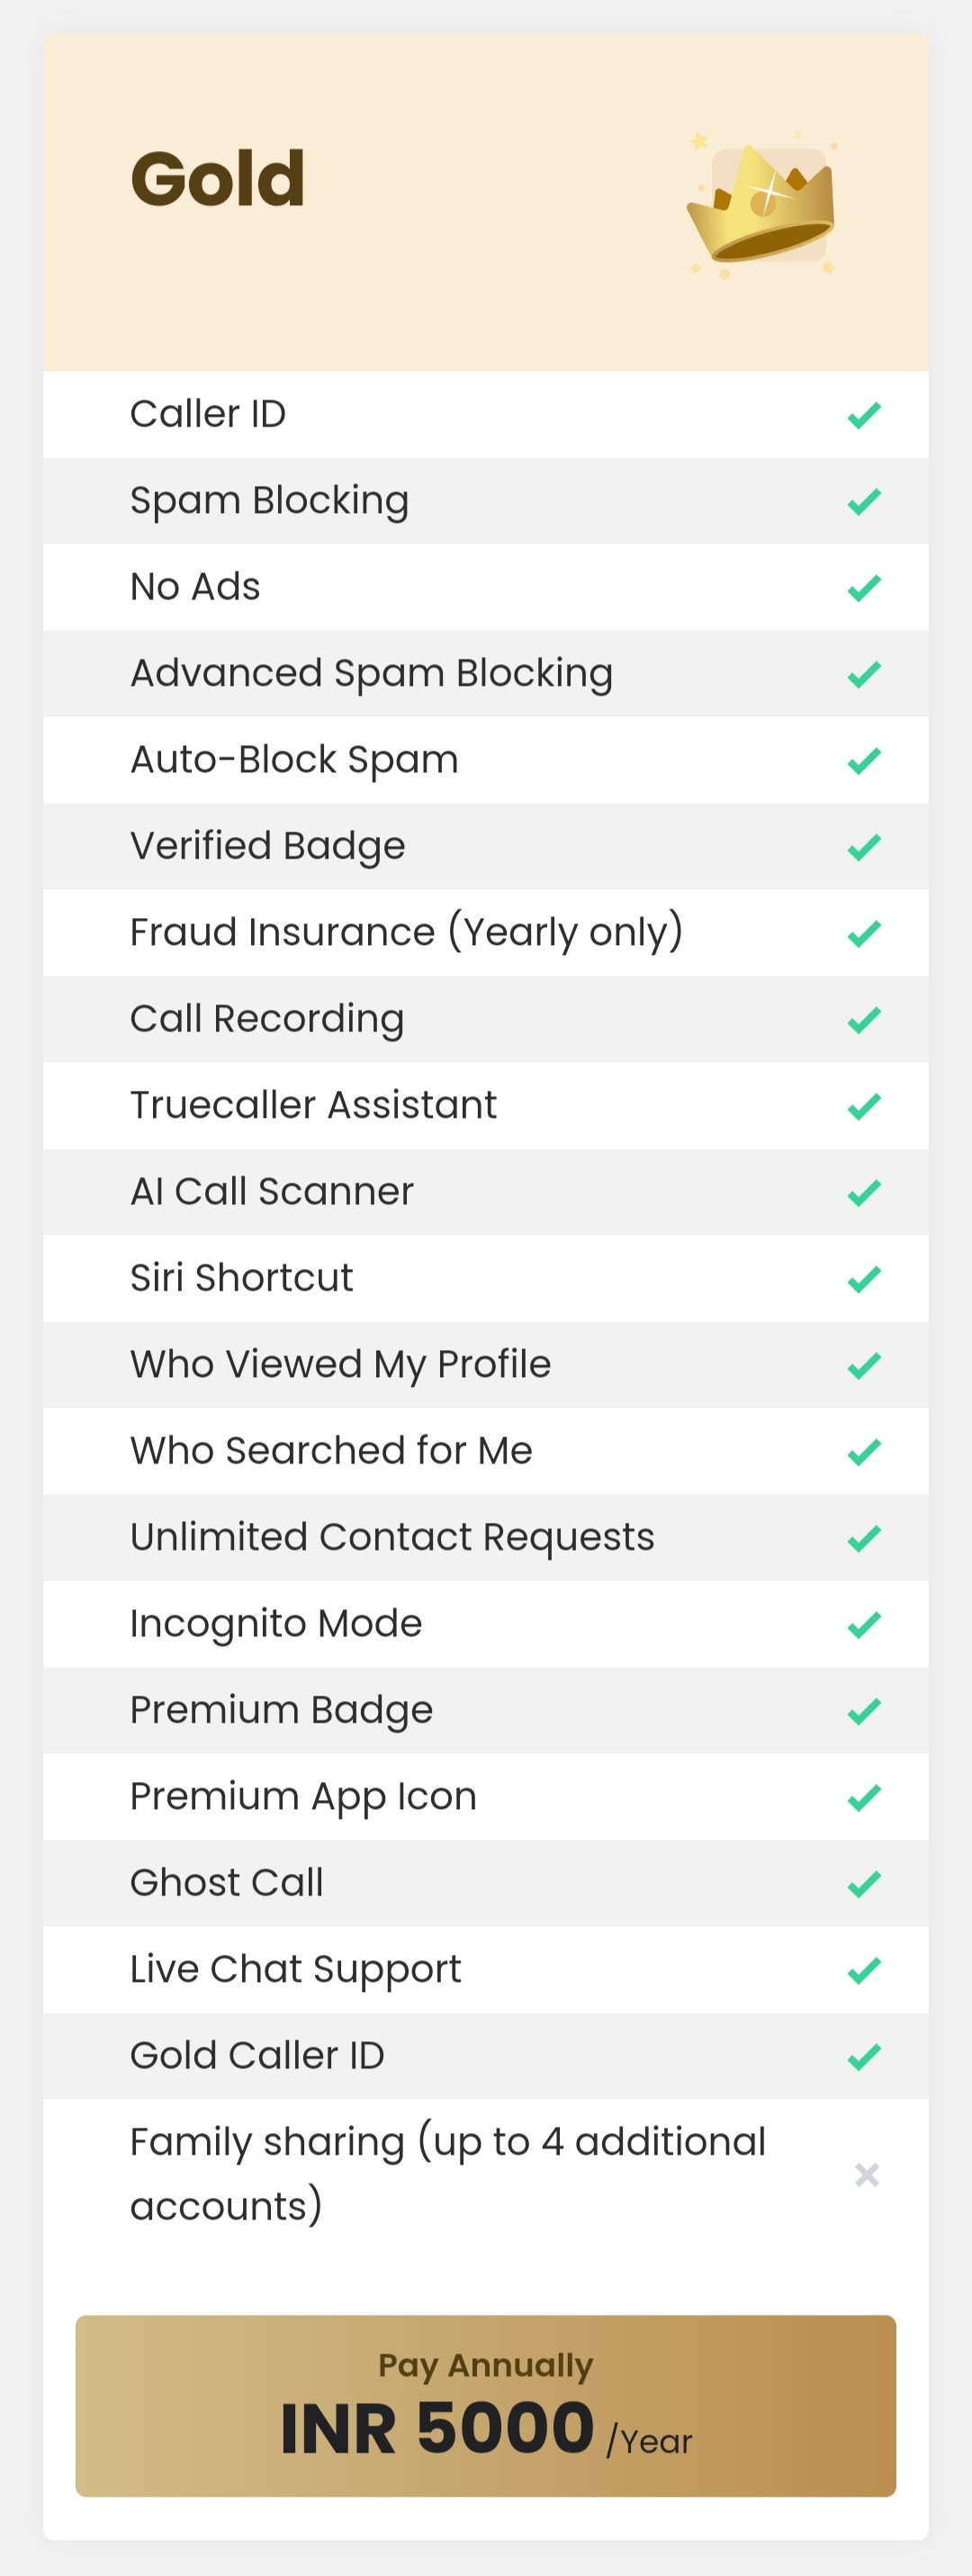 Gold
Caller ID
Spam Blocking
No Ads
Advanced Spam Blocking
Auto-Block Spam
Verified Badge
Fraud Insurance (Yearly only)
Call Recording
Truecaller Assistant
AI Call Scanner
Siri Shortcut
Who Viewed My Profile
Who Searched for Me
Unlimited Contact Requests
Incognito Mode
Premium Badge
Premium App Icon
Ghost Call
Live Chat Support
Gold Caller ID
Family sharing (up to 4 additional
accounts)
Pay Annually
INR 5000 /Year